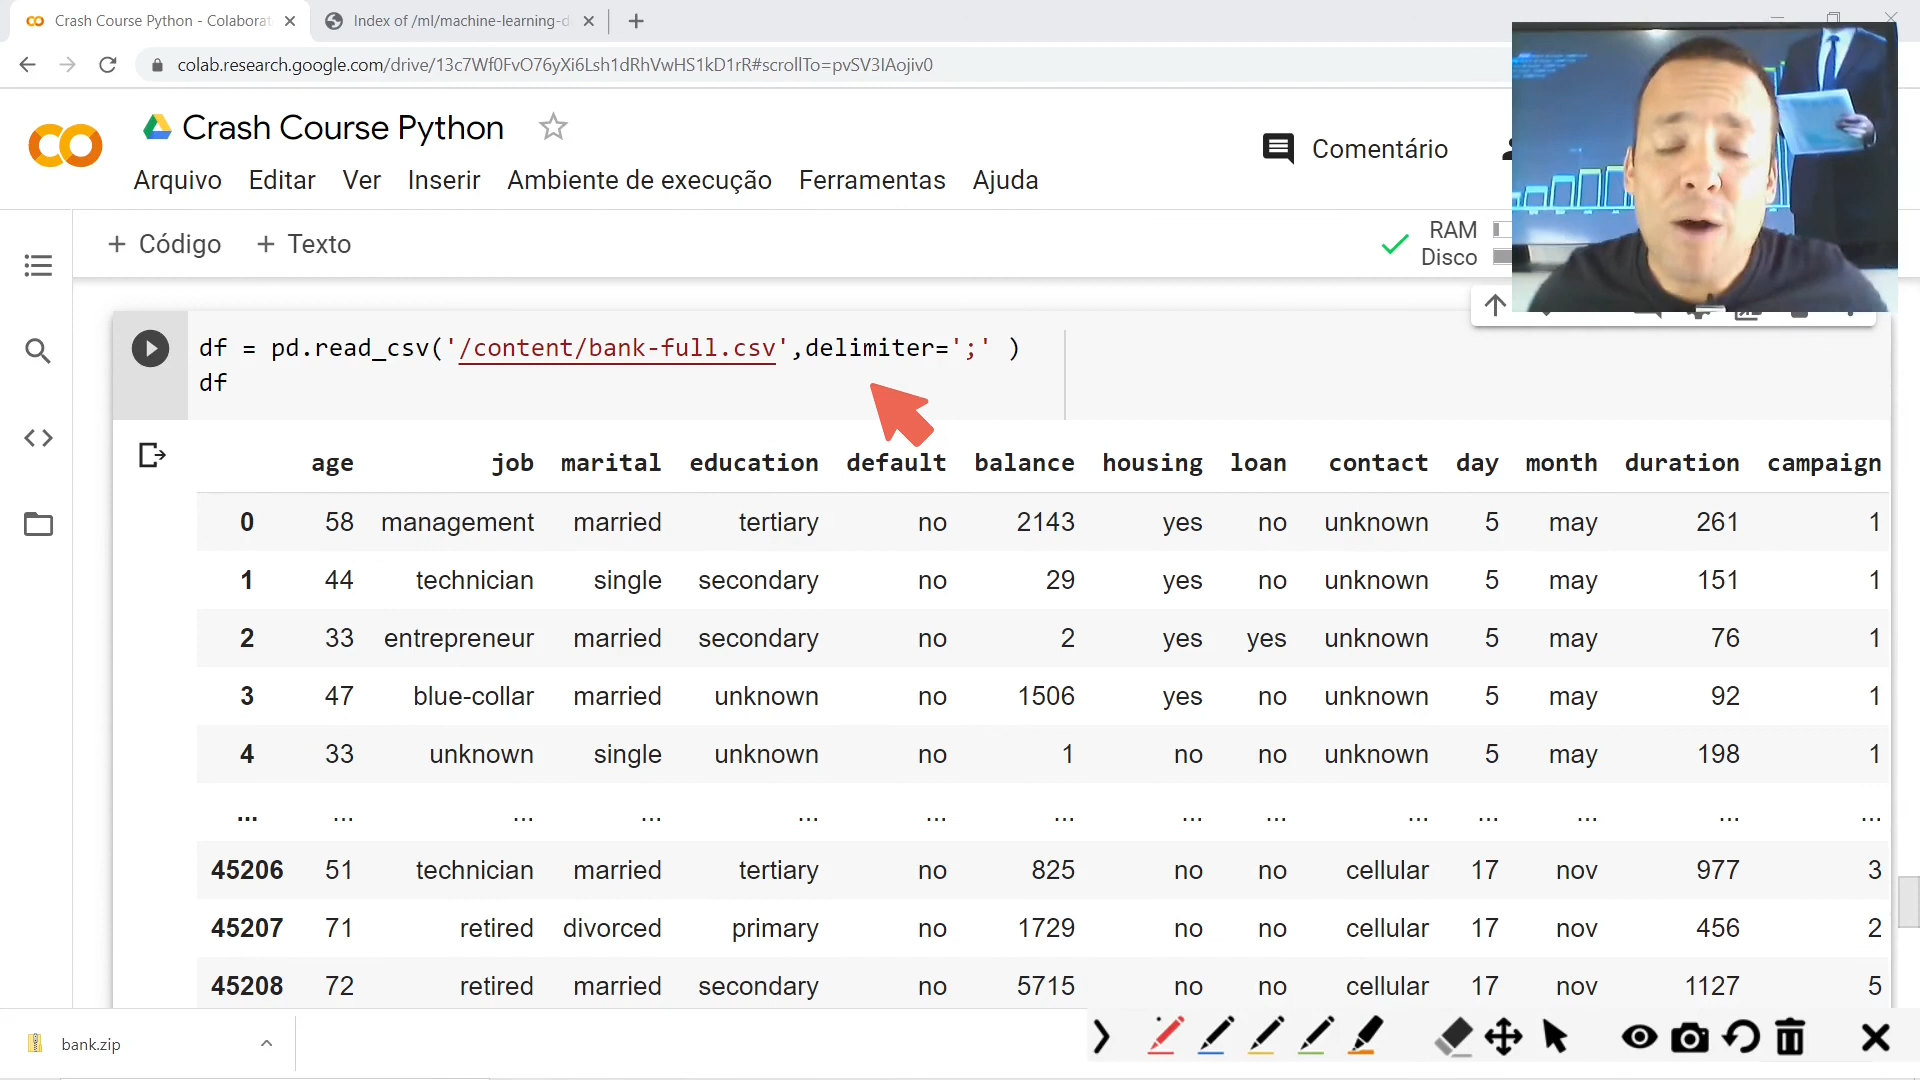 Crash Course Python - Colaborat
Index of /ml/machine-learning-d
colab.research.google.com/drive/13c7Wf0FvO76yXi6Lsh1dRhVwHS1kD1rR#scrollTo=pvSV3IAojiv0
Crash Course Python
Comentário
Arquivo Editar Ver Inserir Ambiente de execução Ferramentas Ajuda
+ Código + Texto
RAM
Disco
df = pd.read_csv('/content/bank-full.csv',delimiter=';' )
df
age job marital education default balance housing loan contact day month duration campaign
0 58 management married tertiary no 2143 yes no unknown 5 may 261 1
1 44 technician single secondary no 29 yes no unknown 5 may 151 1
2 33 entrepreneur married secondary no 2 yes yes unknown 5 may 76 1
3 47 blue-collar married unknown no 1506 yes no unknown 5 may 92 1
4 33 unknown single unknown no 1 no no unknown 5 may 198 1
... ... ... ... ... ... ... ... ... ... ... ... ... ...
45206 51 technician married tertiary no 825 no no cellular 17 nov 977 3
45207 71 retired divorced primary no 1729 no no cellular 17 nov 456 2
45208 72 retired married secondary no 5715 no no cellular 17 nov 1127 5
bank.zip